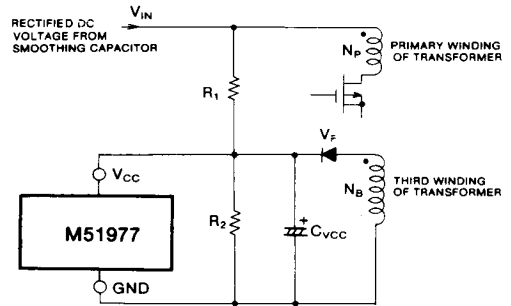 RECTIFIED DC
VOLTAGE FROM
SMOOTHING CAPACITOR
VIN
NP
PRIMARY WINDING
OF TRANSFORMER
R1
VF
VCC
NB
THIRD WINDING
OF TRANSFORMER
M51977
R2
+
CVCC
GND